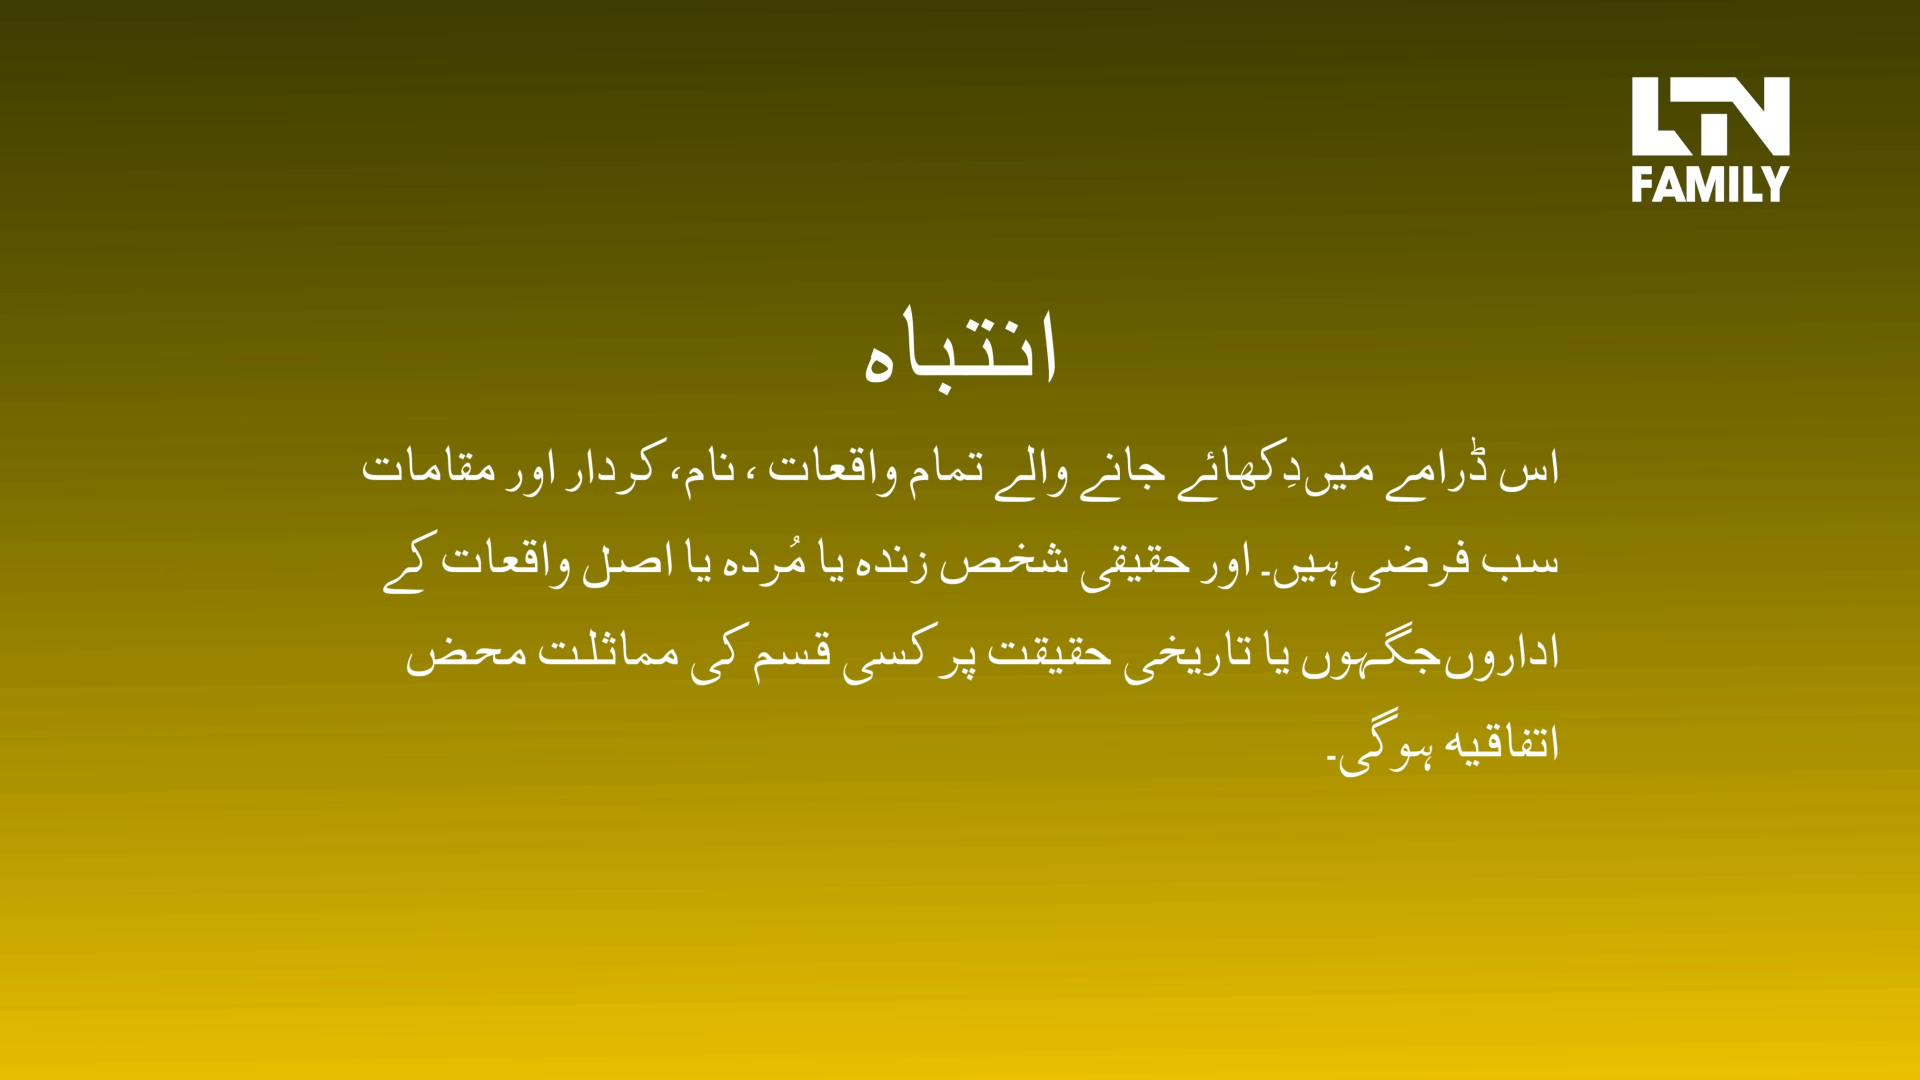 LTN
FAMILY
انتباہ
اس ڈرامے میں دِکھائے جانے والے تمام واقعات ، نام، کردار اور مقامات
سب فرضی ہیں۔ اور حقیقی شخص زندہ یا مُردہ یا اصل واقعات کے
اداروں جگہوں یا تاریخی حقیقت پر کسی قسم کی مماثلت محض
اتفاقیہ ہوگی۔